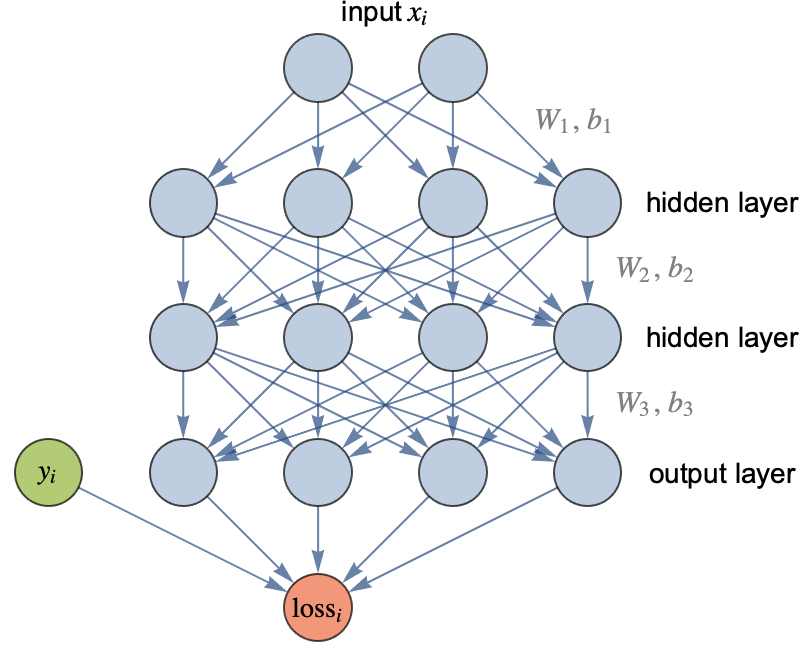 input xᵢ
W₁, b₁
hidden layer
W₂, b₂
hidden layer
W₃, b₃
yᵢ
output layer
lossᵢ